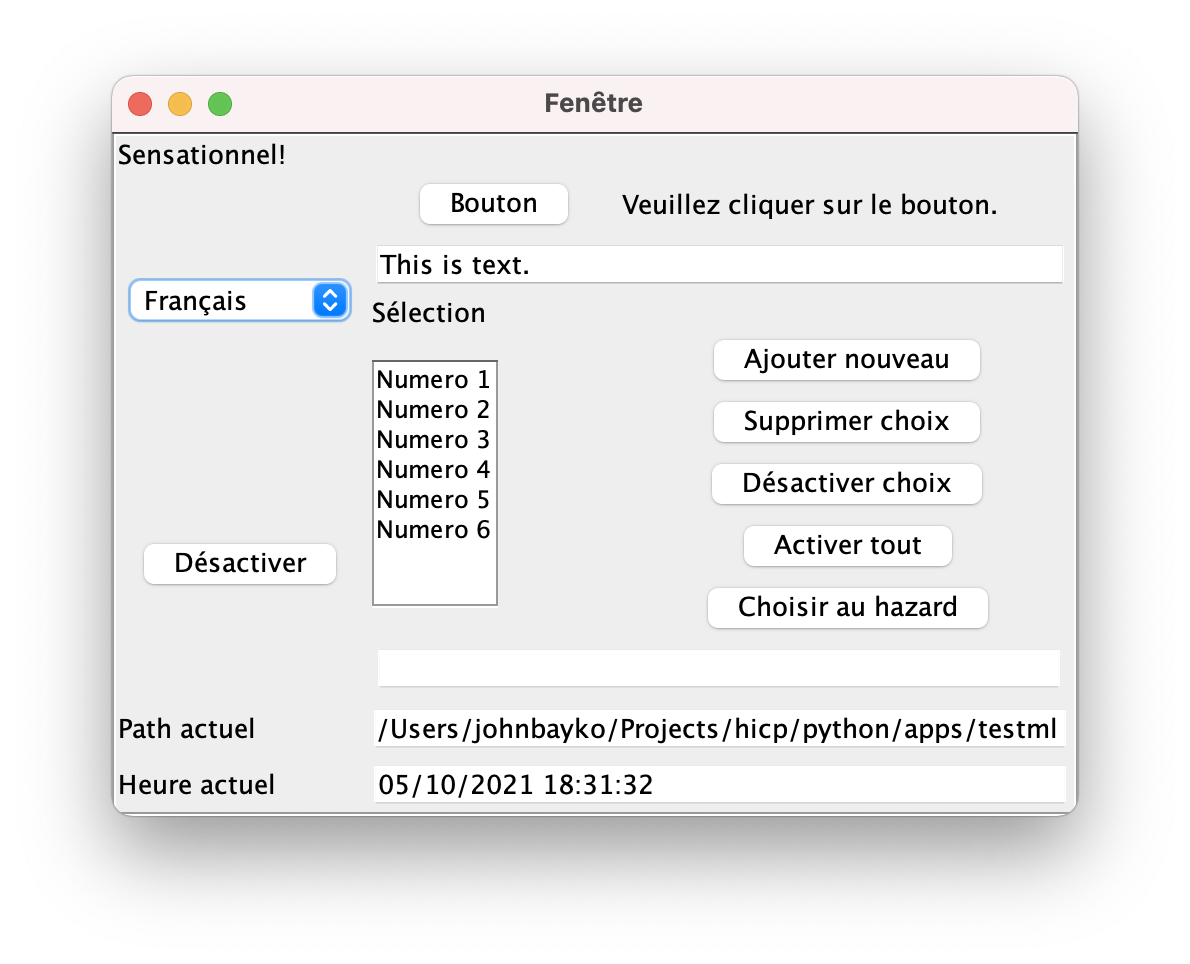 Fenêtre
Sensationnel!
Bouton
Veuillez cliquer sur le bouton.
This is text.
Français
Sélection
Numero 1
Numero 2
Numero 3
Numero 4
Numero 5
Numero 6
Ajouter nouveau
Supprimer choix
Désactiver choix
Activer tout
Choisir au hazard
Désactiver
Path actuel
/Users/johnbayko/Projects/hicp/python/apps/testml
Heure actuel
05/10/2021 18:31:32